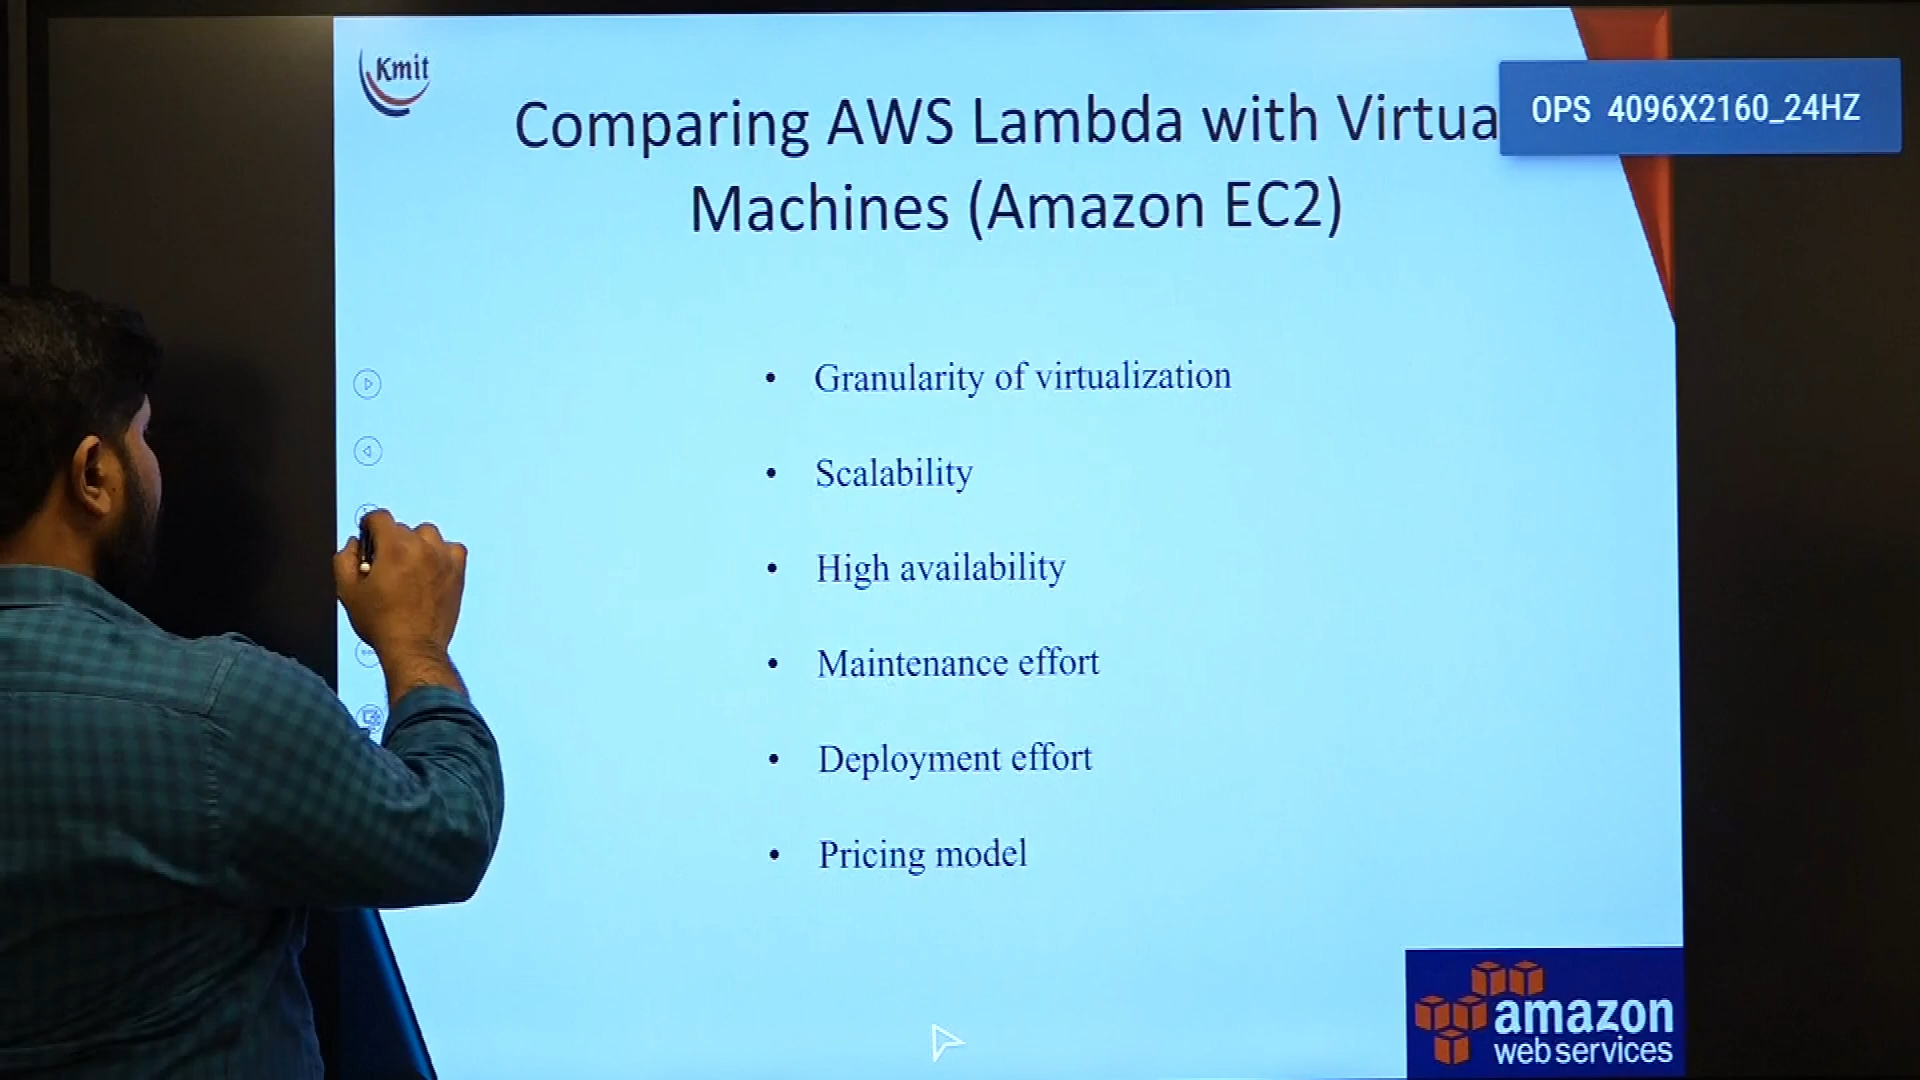 Kmit
OPS 4096X2160_24HZ
Comparing AWS Lambda with Virtua
Machines (Amazon EC2)
• Granularity of virtualization
• Scalability
• High availability
• Maintenance effort
• Deployment effort
• Pricing model
amazon
webservices